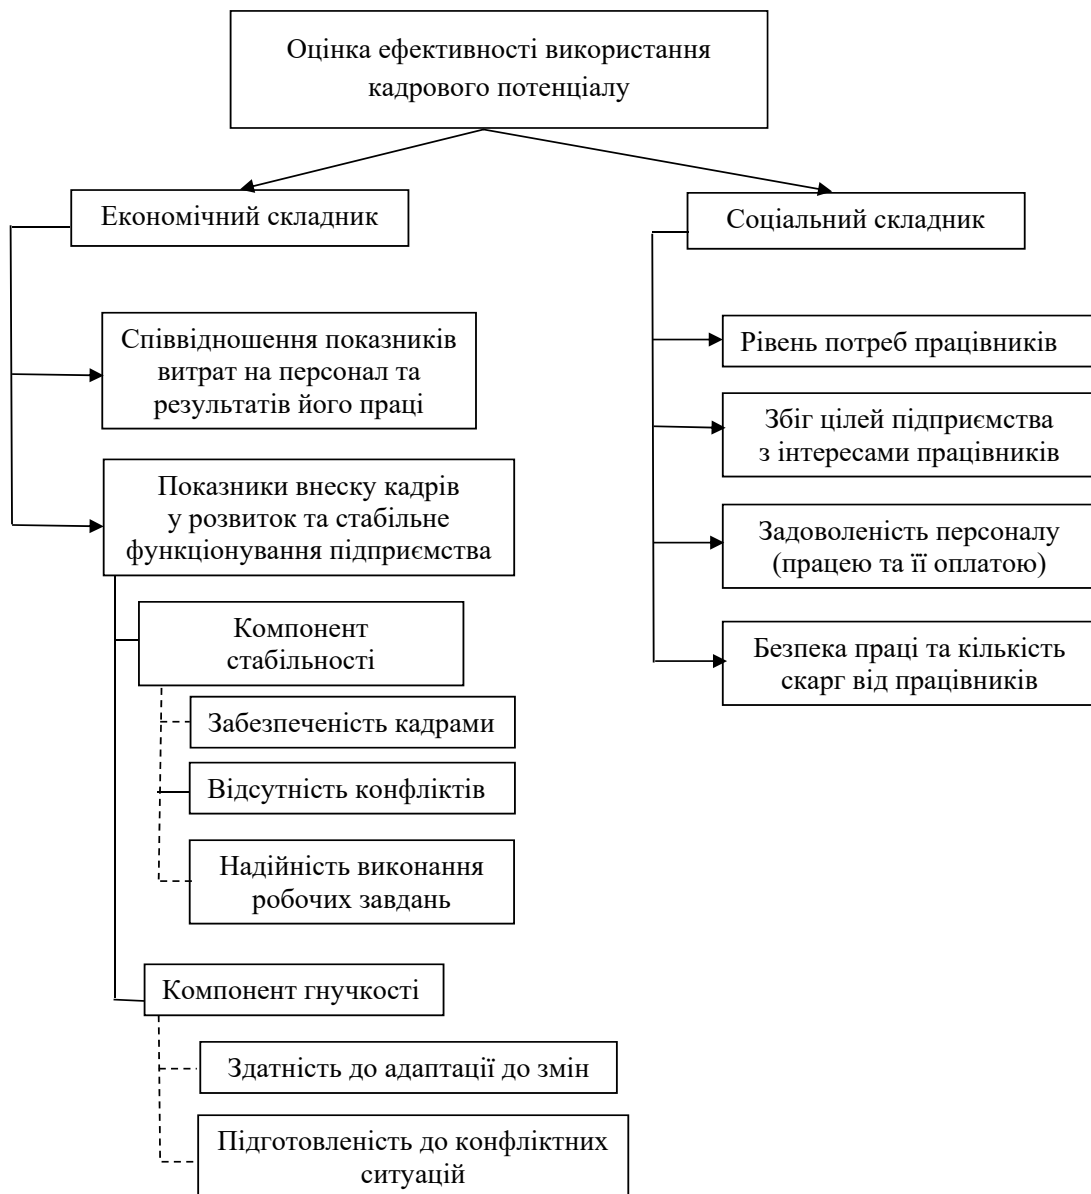 Оцінка ефективності використання
кадрового потенціалу
Економічний складник
Співвідношення показників
витрат на персонал та
результатів його праці
Показники внеску кадрів
у розвиток та стабільне
функціонування підприємства
Компонент
стабільності
Забезпеченість кадрами
Відсутність конфліктів
Надійність виконання
робочих завдань
Компонент гнучкості
Здатність до адаптації до змін
Підготовленість до конфліктних
ситуацій
Соціальний складник
Рівень потреб працівників
Збіг цілей підприємства
з інтересами працівників
Задоволеність персоналу
(працею та її оплатою)
Безпека праці та кількість
скарг від працівників